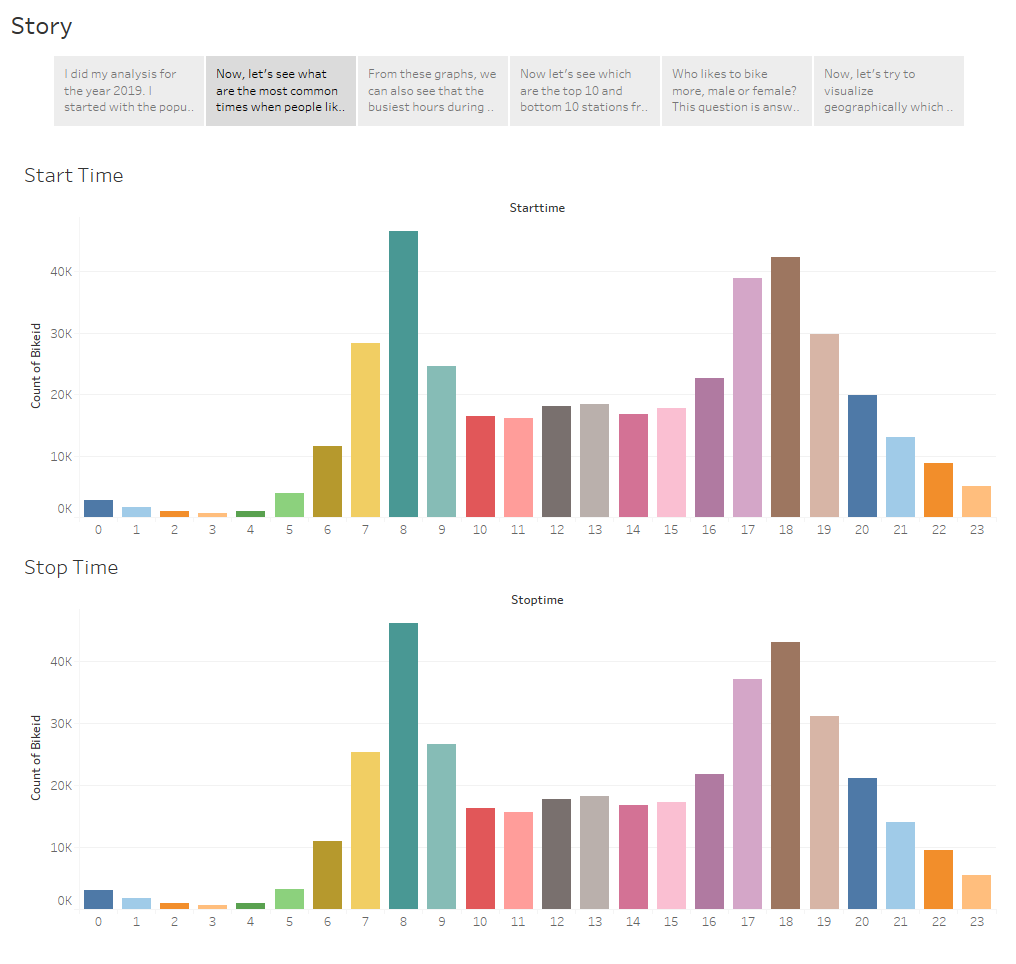 Story
I did my analysis for
the year 2019. I
started with the popu..
Now, let's see what
are the most common
times when people lik..
From these graphs, we
can also see that the
busiest hours during ..
Now let's see which
are the top 10 and
bottom 10 stations fr..
Who likes to bike
more, male or female?
This question is answ..
Now, let's try to
visualize
geographically which ..
Start Time
Starttime
Count of Bikeid
40K
30K
20K
10K
0K
0 1 2 3 4 5 6 7 8 9 10 11 12 13 14 15 16 17 18 19 20 21 22 23
Stop Time
Stoptime
Count of Bikeid
40K
30K
20K
10K
0K
0 1 2 3 4 5 6 7 8 9 10 11 12 13 14 15 16 17 18 19 20 21 22 23